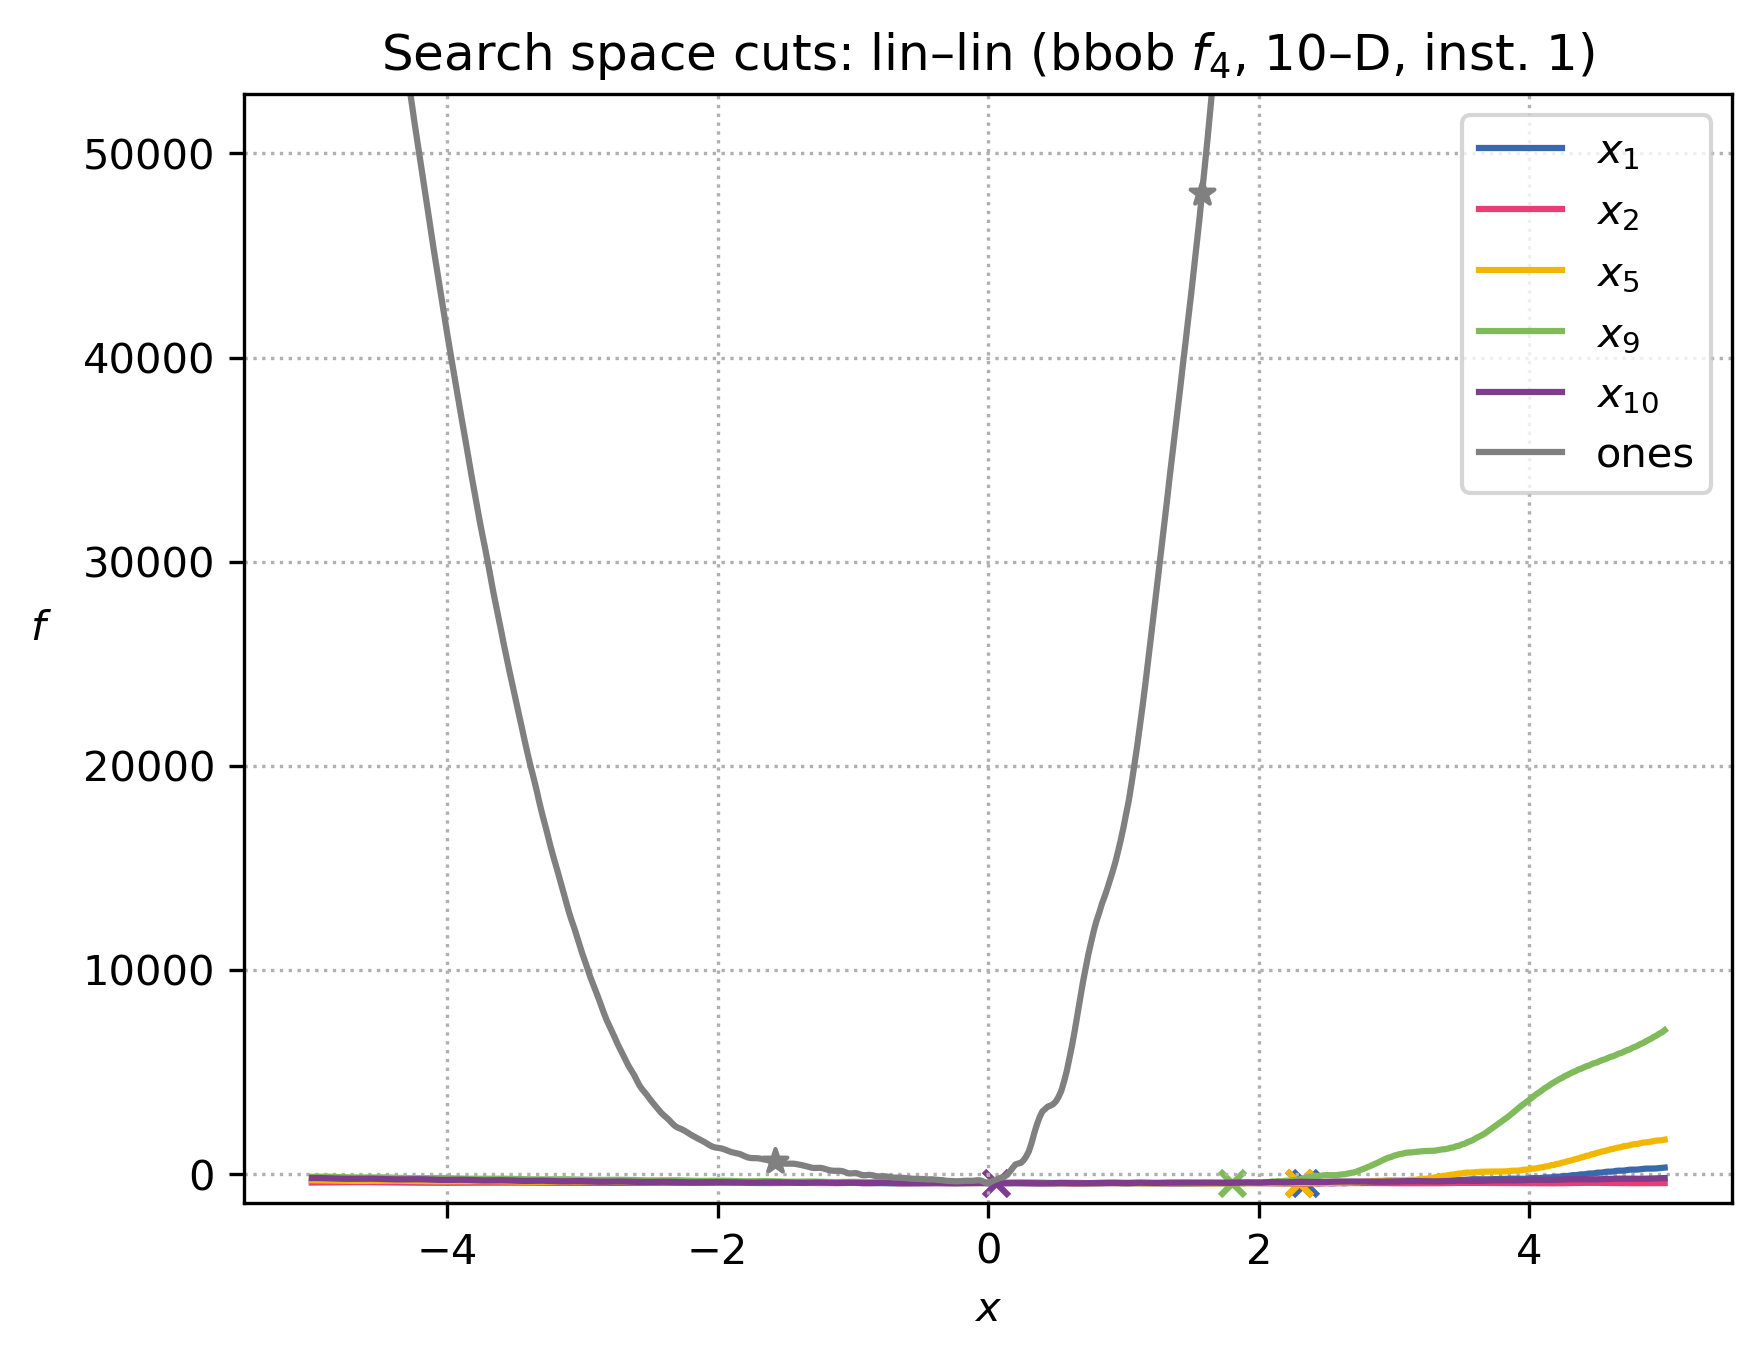 Search space cuts: lin–lin (bbob f₄, 10–D, inst. 1)
50000
40000
30000
20000
10000
0
f
−4
−2
0
2
4
x
x₁
x₂
x₅
x₉
x₁₀
ones